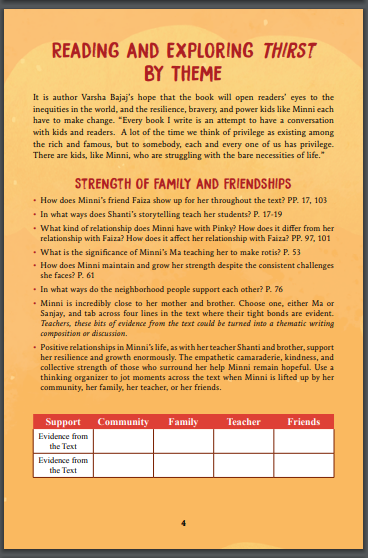 READING AND EXPLORING THIRST
BY THEME
It is author Varsha Bajaj's hope that the book will open readers' eyes to the
inequities in the world, and the resilience, bravery, and power kids like Minni each
have to make change. "Every book I write is an attempt to have a conversation
with kids and readers. A lot of the time we think of privilege as existing among
the rich and famous, but to somebody, each and every one of us has privilege.
There are kids, like Minni, who are struggling with the bare necessities of life."
STRENGTH OF FAMILY AND FRIENDSHIPS
• How does Minni's friend Faiza show up for her throughout the text? PP. 17, 103
• In what ways does Shanti's storytelling teach her students? P. 17-19
• What kind of relationship does Minni have with Pinky? How does it differ from her
relationship with Faiza? How does it affect her relationship with Faiza? PP. 97, 101
• What is the significance of Minni's Ma teaching her to make rotis? P. 53
• How does Minni maintain and grow her strength despite the consistent challenges
she faces? P. 61
• In what ways do the neighborhood people support each other? P. 76
• Minni is incredibly close to her mother and brother. Choose one, either Ma or
Sanjay, and tab across four lines in the text where their tight bonds are evident.
Teachers, these bits of evidence from the text could be turned into a thematic writing
composition or discussion.
• Positive relationships in Minni's life, as with her teacher Shanti and brother, support
her resilience and growth enormously. The empathetic camaraderie, kindness, and
collective strength of those who surround her help Minni remain hopeful. Use a
thinking organizer to jot moments across the text when Minni is lifted up by her
community, her family, her teacher, or her friends.
Support Community Family Teacher Friends
Evidence from
the Text
Evidence from
the Text
4